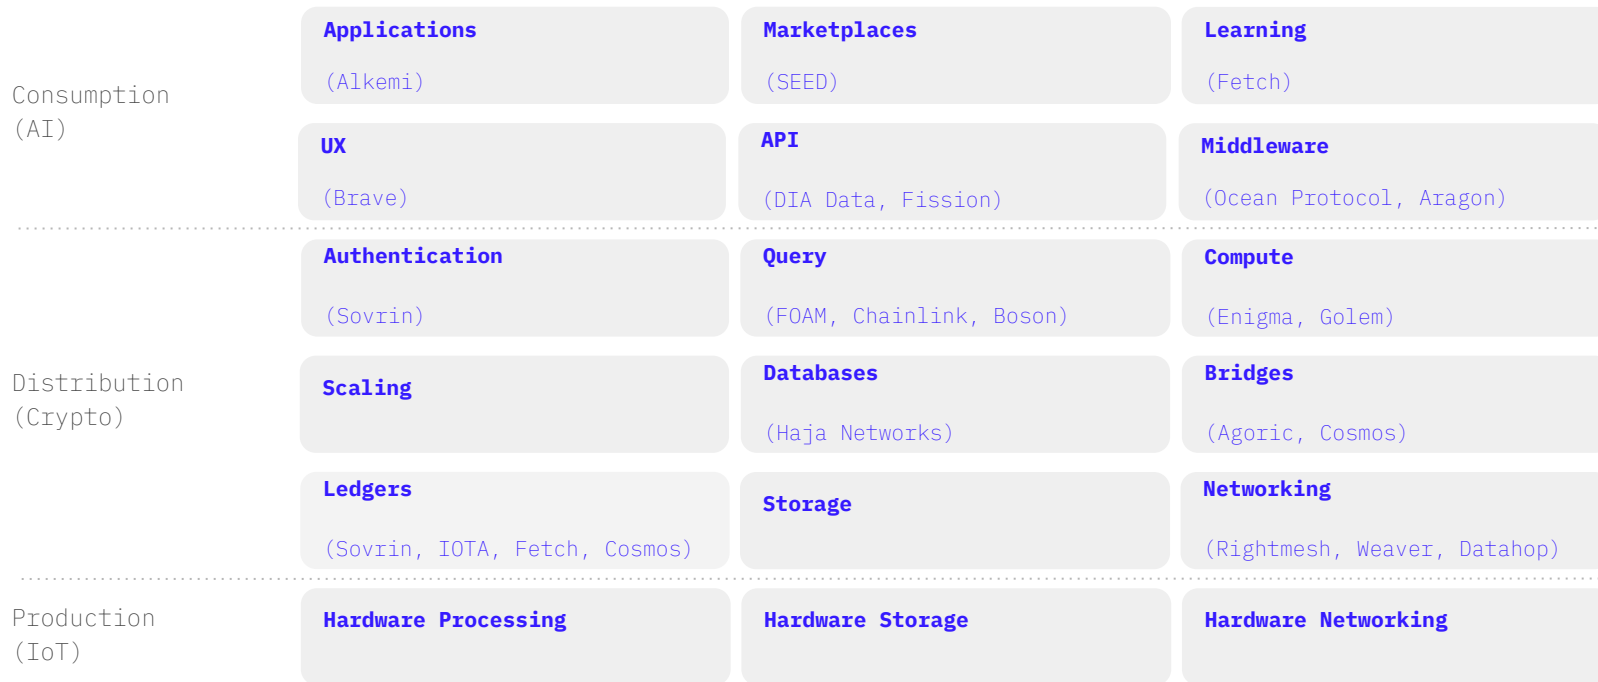 Consumption
(AI)
Applications
(Alkemi)
Marketplaces
(SEED)
Learning
(Fetch)
UX
(Brave)
API
(DIA Data, Fission)
Middleware
(Ocean Protocol, Aragon)
Distribution
(Crypto)
Authentication
(Sovrin)
Query
(FOAM, Chainlink, Boson)
Compute
(Enigma, Golem)
Scaling
Databases
(Haja Networks)
Bridges
(Agoric, Cosmos)
Ledgers
(Sovrin, IOTA, Fetch, Cosmos)
Storage
Networking
(Rightmesh, Weaver, Datahop)
Production
(IoT)
Hardware Processing
Hardware Storage
Hardware Networking